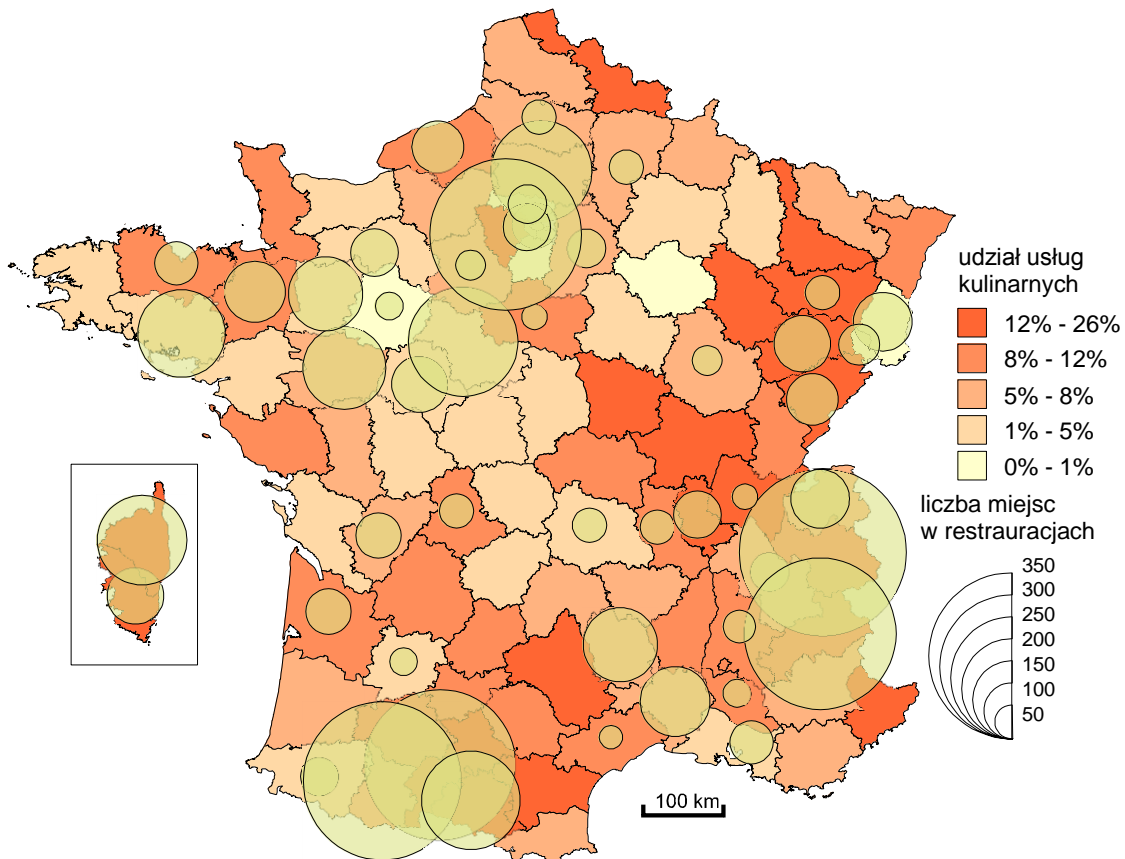 udział usług
kulinarnych
12% - 26%
8% - 12%
5% - 8%
1% - 5%
0% - 1%
liczba miejsc
w restrauracjach
350
300
250
200
150
100
50
100 km